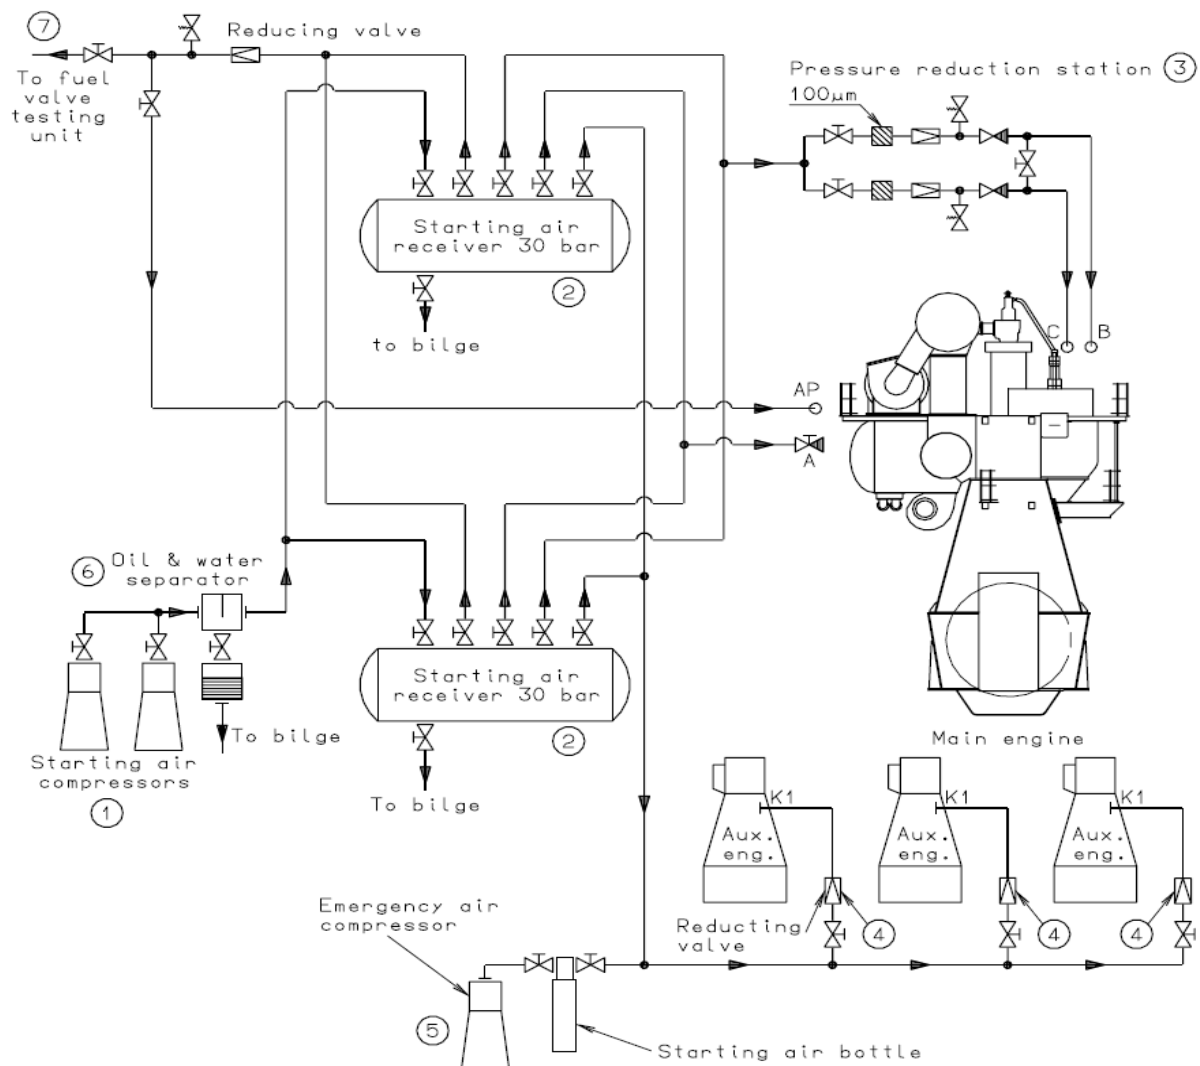 7
Reducing valve
To fuel
valve
testing
unit
Pressure reduction station
3
100μm
Starting air
receiver 30 bar
2
to bilge
C
B
AP
A
6
Oil & water
separator
Starting air
receiver 30 bar
2
To bilge
To bilge
Starting air
compressors
1
Main engine
K1
K1
K1
Aux.
eng.
Aux.
eng.
Aux.
eng.
Reducting
valve
4
4
4
Emergency air
compressor
5
Starting air bottle